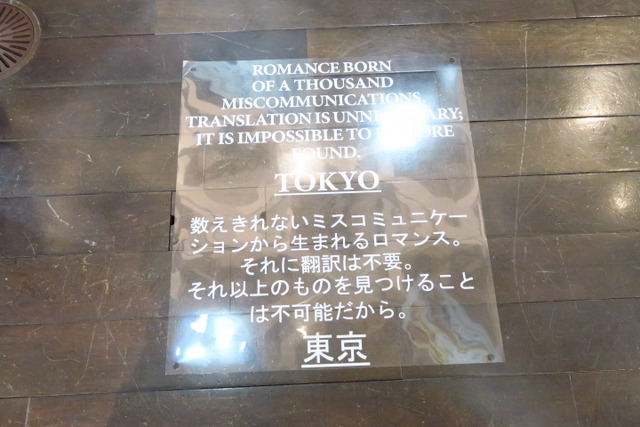 ROMANCE BORN
OF A THOUSAND
MISCOMMUNICATIONS.
TRANSLATION IS
IT IS IMPOSSIBLE TO
FOUND.
TOKYO
数えきれないミスコミュニケー
ションから生まれるロマンス。
それに翻訳は不要。
それ以上のものを見つけること
は不可能だから。
東京